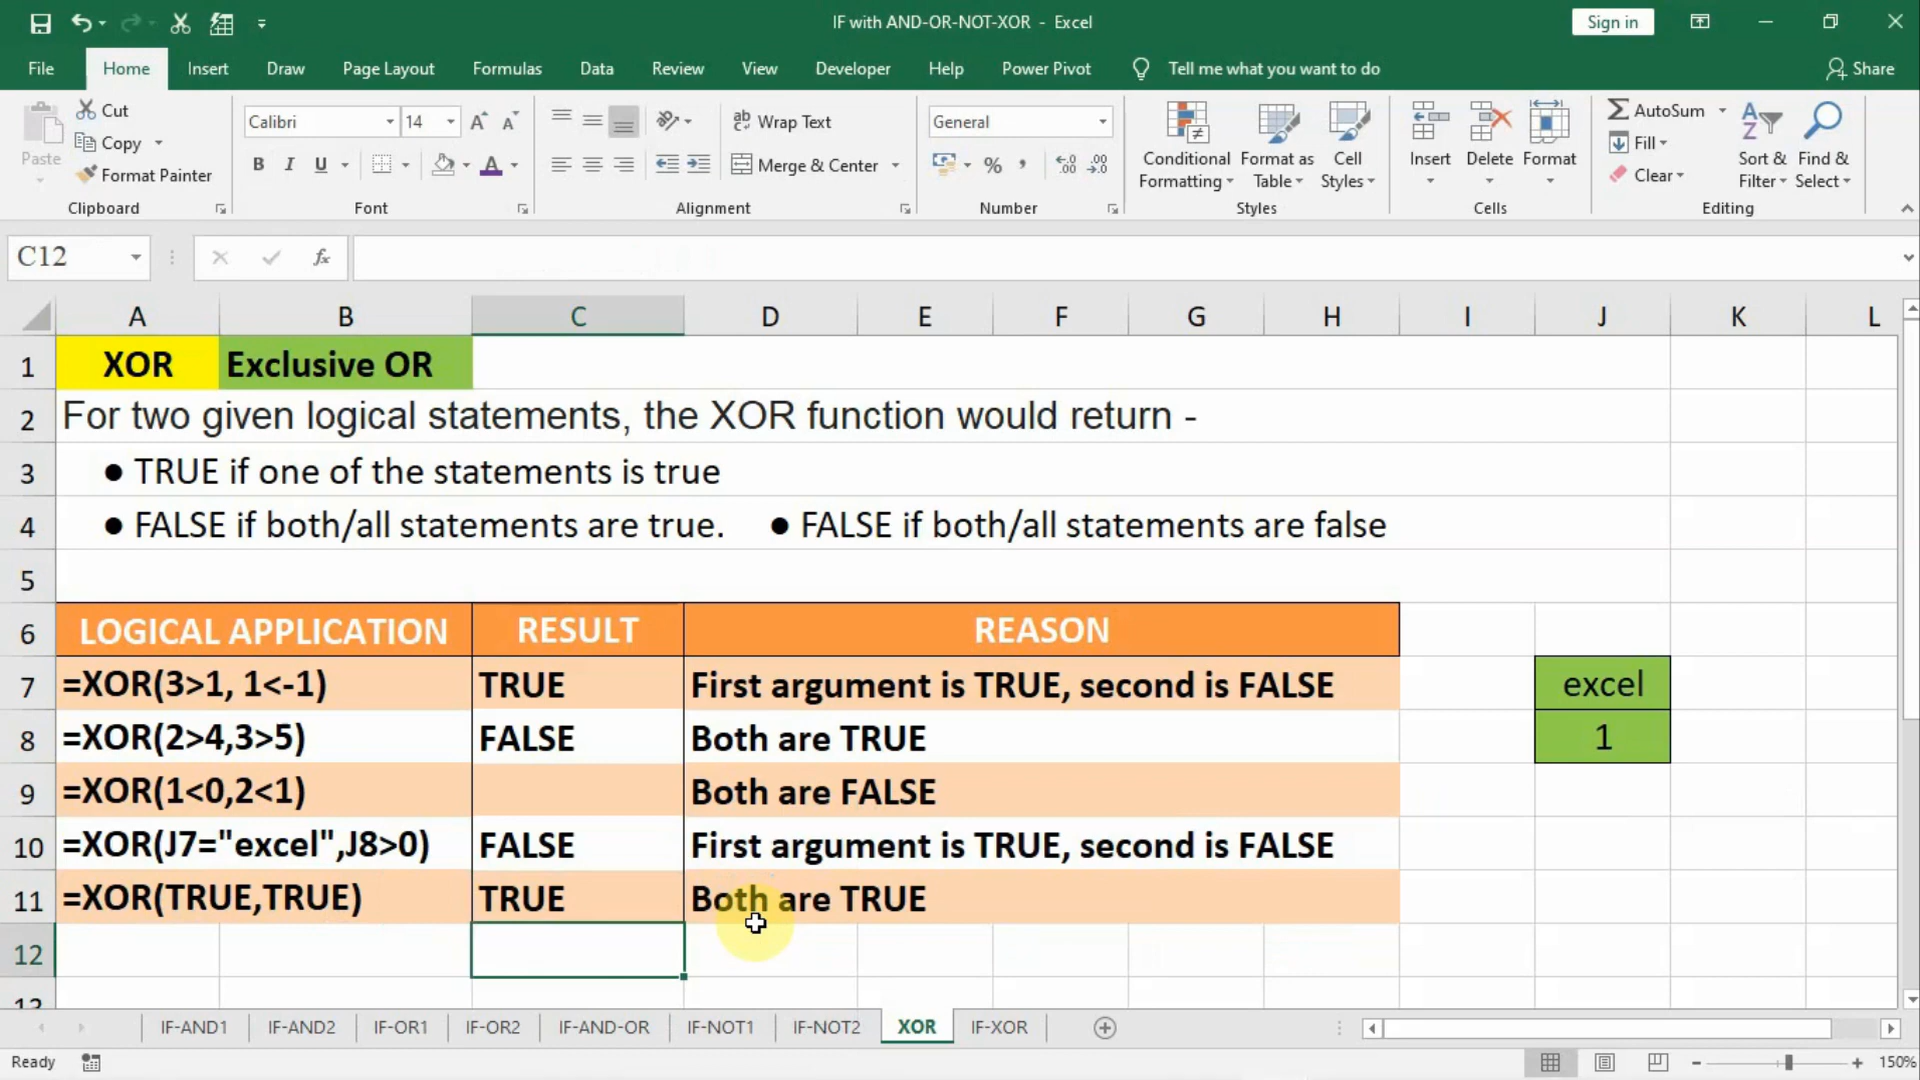 IF with AND-OR-NOT-XOR - Excel
Sign in
File Home Insert Draw Page Layout Formulas Data Review View Developer Help Power Pivot Tell me what you want to do Share
Paste
Cut
Copy
Format Painter
Clipboard
Calibri 14
B I U A
Font
ab Wrap Text
Merge & Center
Alignment
General
% ,
Number
Conditional Formatting
Format as Table
Cell Styles
Styles
Insert Delete Format
Cells
AutoSum
Fill
Clear
Sort & Filter
Find & Select
Editing
C12 fx
A B C D E F G H I J K L
1 XOR Exclusive OR
2 For two given logical statements, the XOR function would return -
3 ● TRUE if one of the statements is true
4 ● FALSE if both/all statements are true. ● FALSE if both/all statements are false
5
6 LOGICAL APPLICATION RESULT REASON
7 =XOR(3>1, 1<-1) TRUE First argument is TRUE, second is FALSE excel
8 =XOR(2>4,3>5) FALSE Both are TRUE 1
9 =XOR(1<0,2<1) Both are FALSE
10 =XOR(J7="excel",J8>0) FALSE First argument is TRUE, second is FALSE
11 =XOR(TRUE,TRUE) TRUE Both are TRUE
12
13
IF-AND1 IF-AND2 IF-OR1 IF-OR2 IF-AND-OR IF-NOT1 IF-NOT2 XOR IF-XOR
Ready 150%